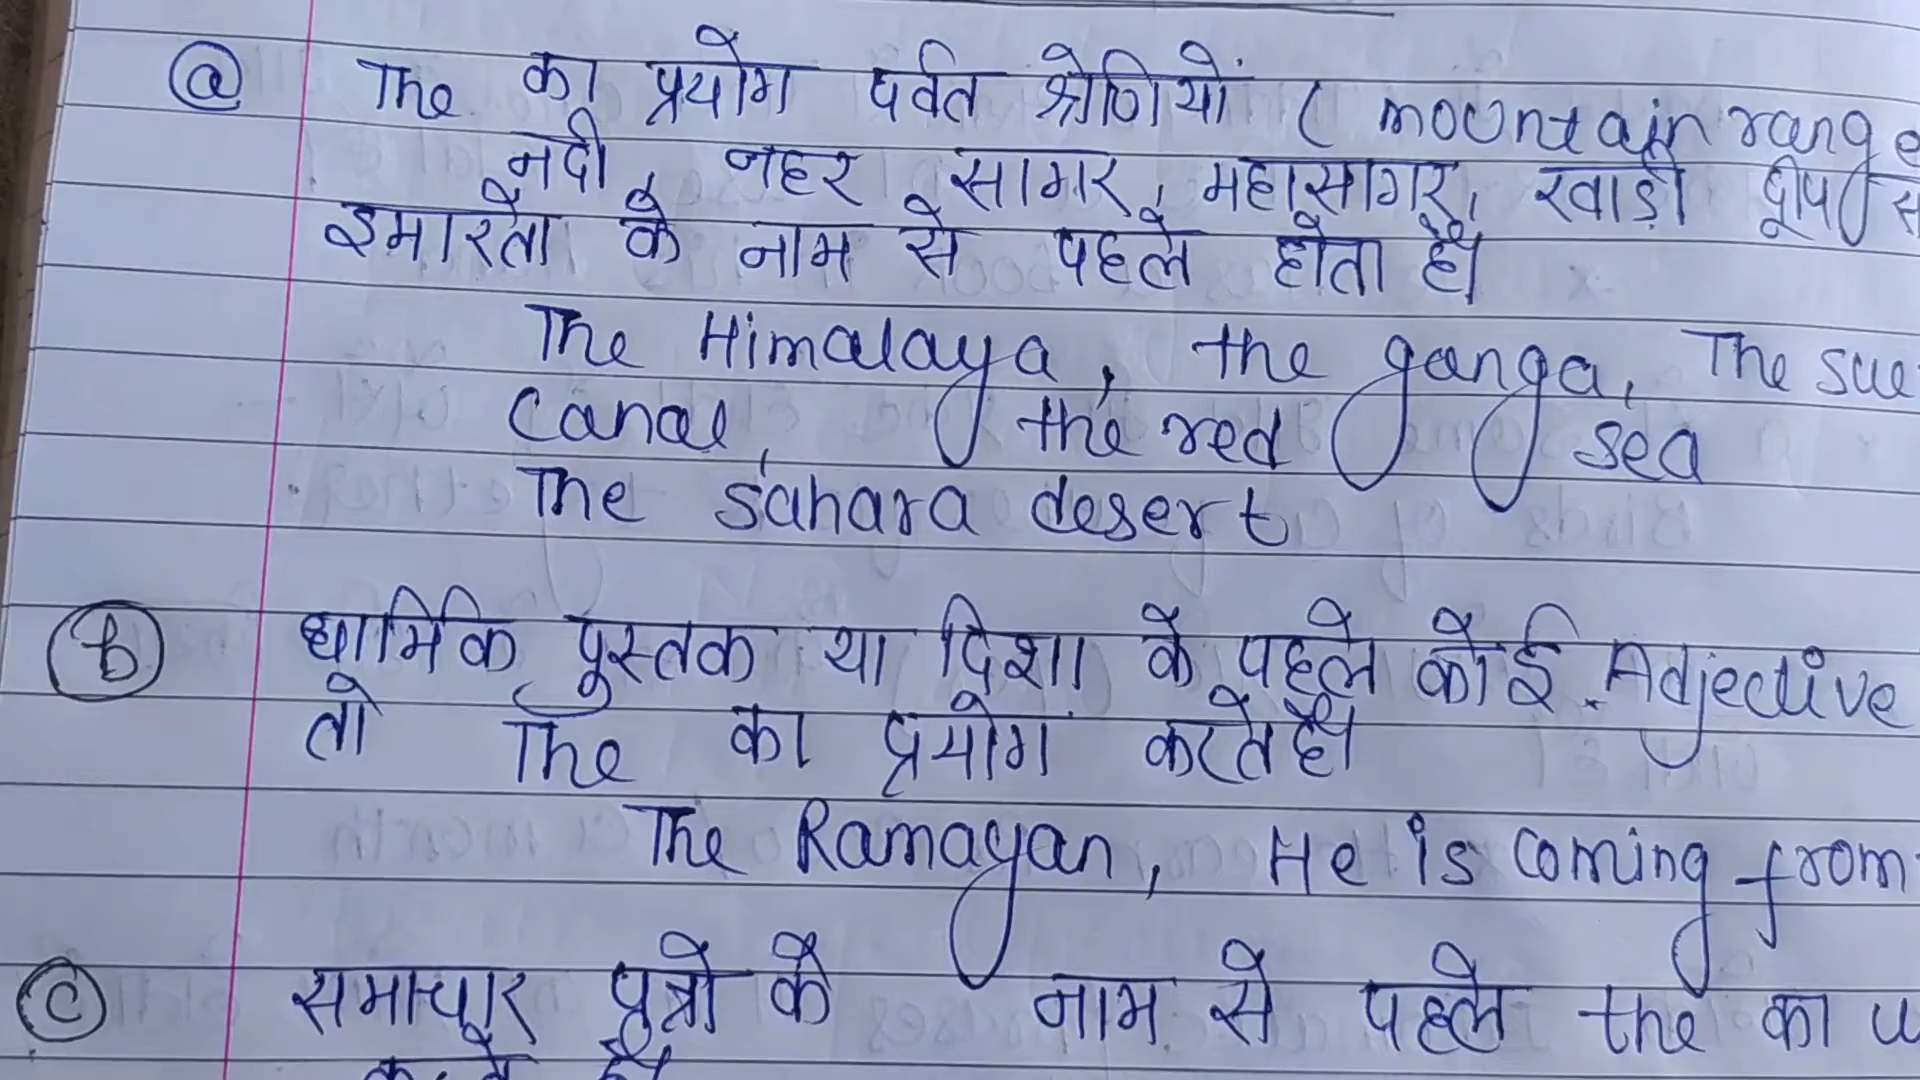 @ The का प्रयोग पर्वत श्रेणियों ( mountain range
नदी, नहर सागर, महासागर, खाड़ी द्वीप स
इमारतों के नाम से पहले होता है।
The Himalaya, the ganga, The sue
Canal, the red sea
The sahara desert
b धार्मिक पुस्तक या दिशा के पहले कोई Adjective
तो The का प्रयोग करते है।
The Ramayan, He is coming from
C समाचार पत्रो के नाम से पहले the का u
करते है।